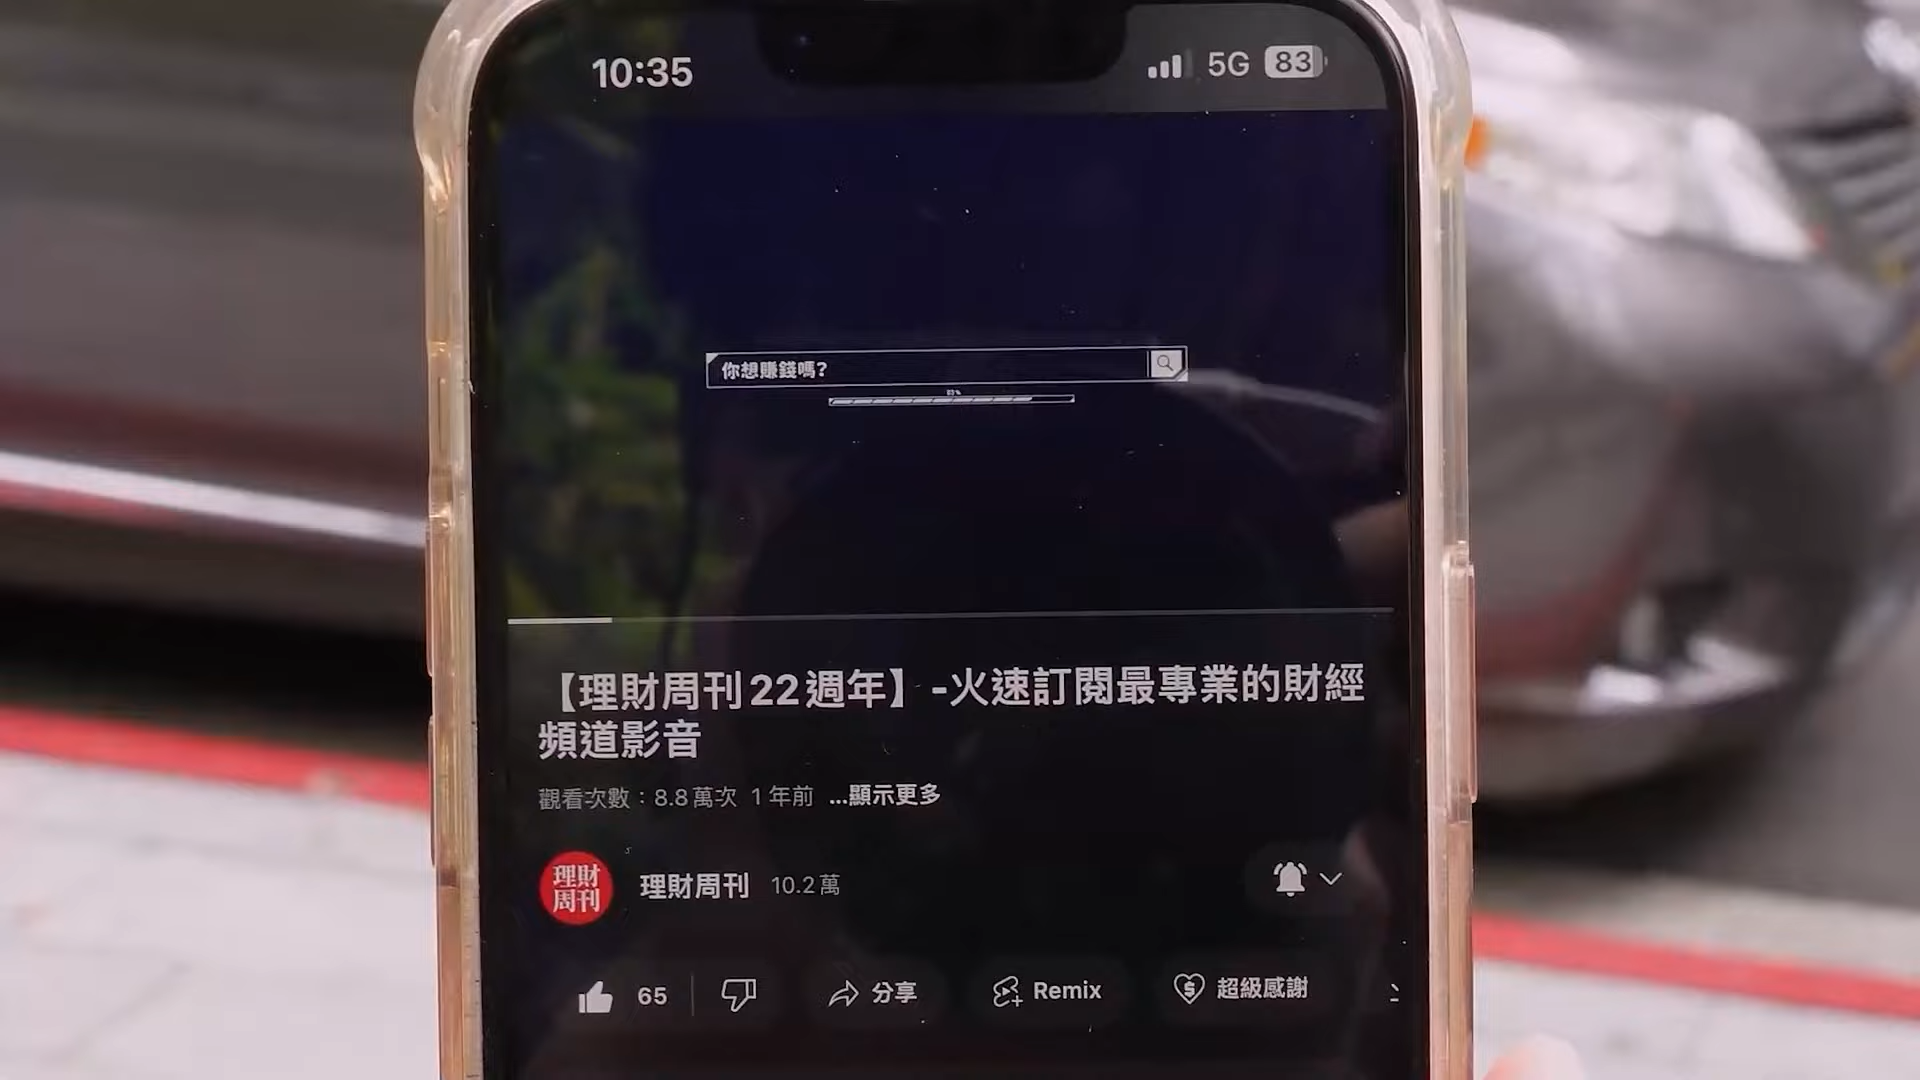 10:35
5G 83
你想賺錢嗎?
【理財周刊22週年】-火速訂閱最專業的財經
頻道影音
觀看次數：8.8萬次 1年前 ...顯示更多
理財
周刊
理財周刊 10.2萬
65 分享 Remix 超級感謝